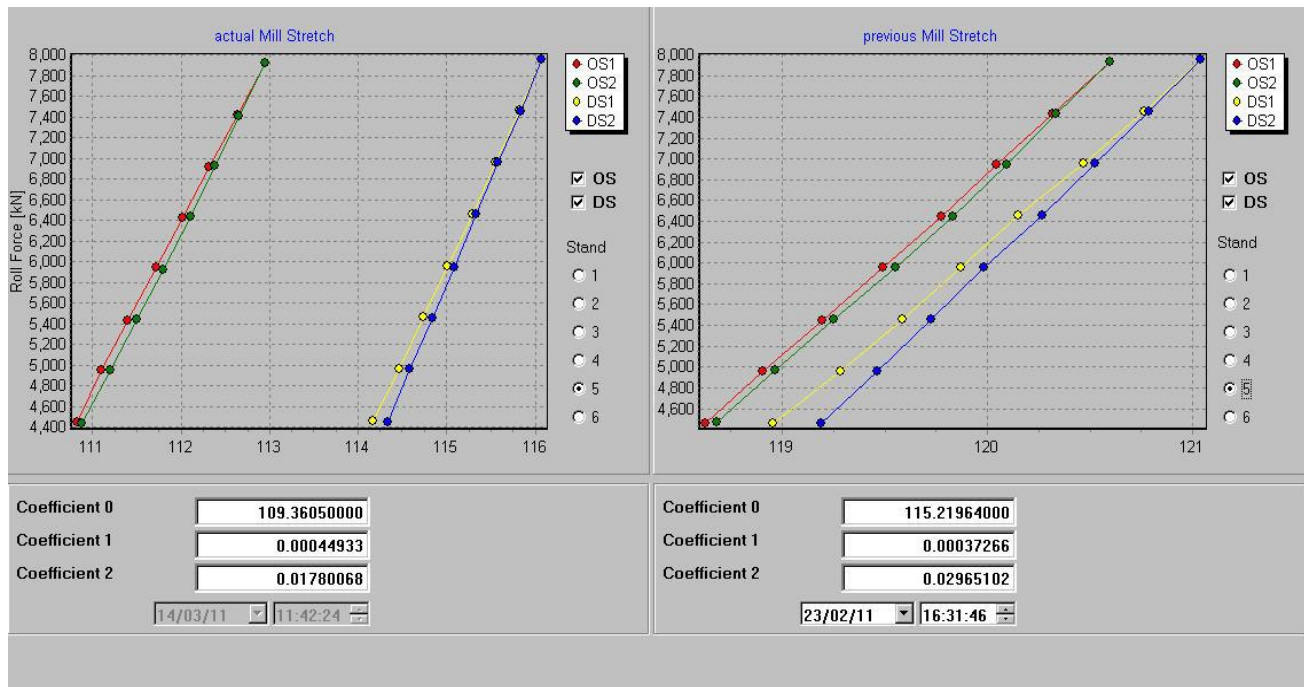 actual Mill Stretch
Roll Force [kN]
8,000
7,800
7,600
7,400
7,200
7,000
6,800
6,600
6,400
6,200
6,000
5,800
5,600
5,400
5,200
5,000
4,800
4,600
4,400
111 112 113 114 115 116
OS1
OS2
DS1
DS2
OS
DS
Stand
1
2
3
4
5
6
previous Mill Stretch
8,000
7,800
7,600
7,400
7,200
7,000
6,800
6,600
6,400
6,200
6,000
5,800
5,600
5,400
5,200
5,000
4,800
4,600
119 120 121
OS1
OS2
DS1
DS2
OS
DS
Stand
1
2
3
4
5
6
Coefficient 0 109.36050000
Coefficient 1 0.00044933
Coefficient 2 0.01780068
14/03/11 11:42:24
Coefficient 0 115.21964000
Coefficient 1 0.00037266
Coefficient 2 0.02965102
23/02/11 16:31:46